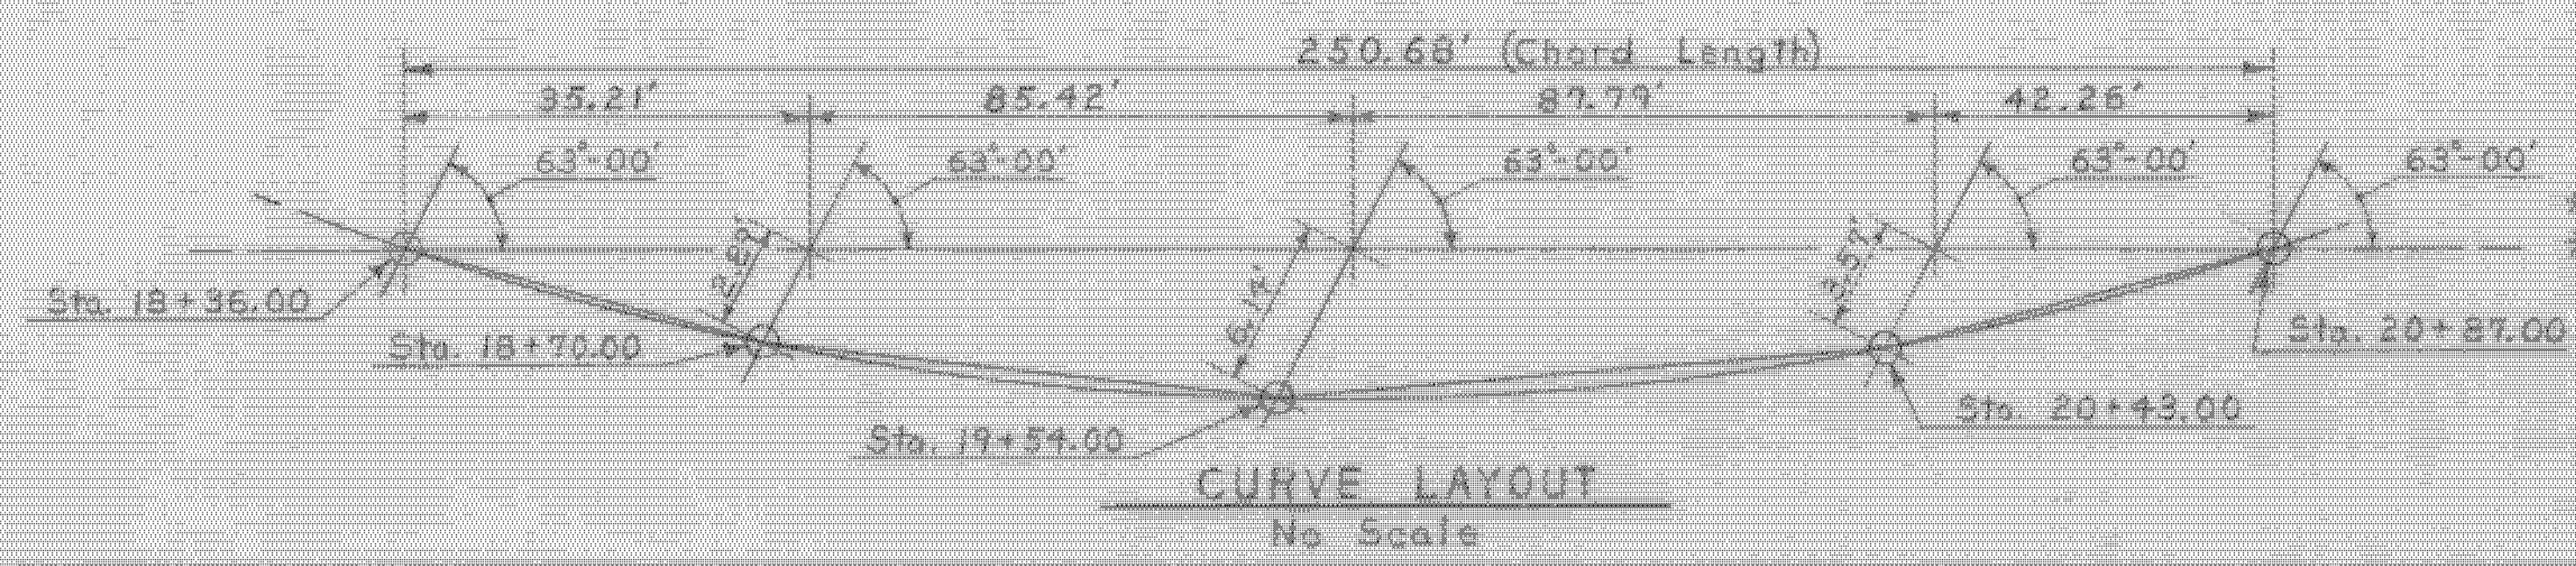 250.68' (Chord Length)
35.21' 85.42' 87.79' 42.26'
63°-00' 63°-00' 63°-00' 63°-00' 63°-00'
2.89' 6.14' 3.57'
Sta. 18+36.00
Sta. 18+70.00
Sta. 19+54.00
Sta. 20+43.00
Sta. 20+87.00
CURVE LAYOUT
No Scale